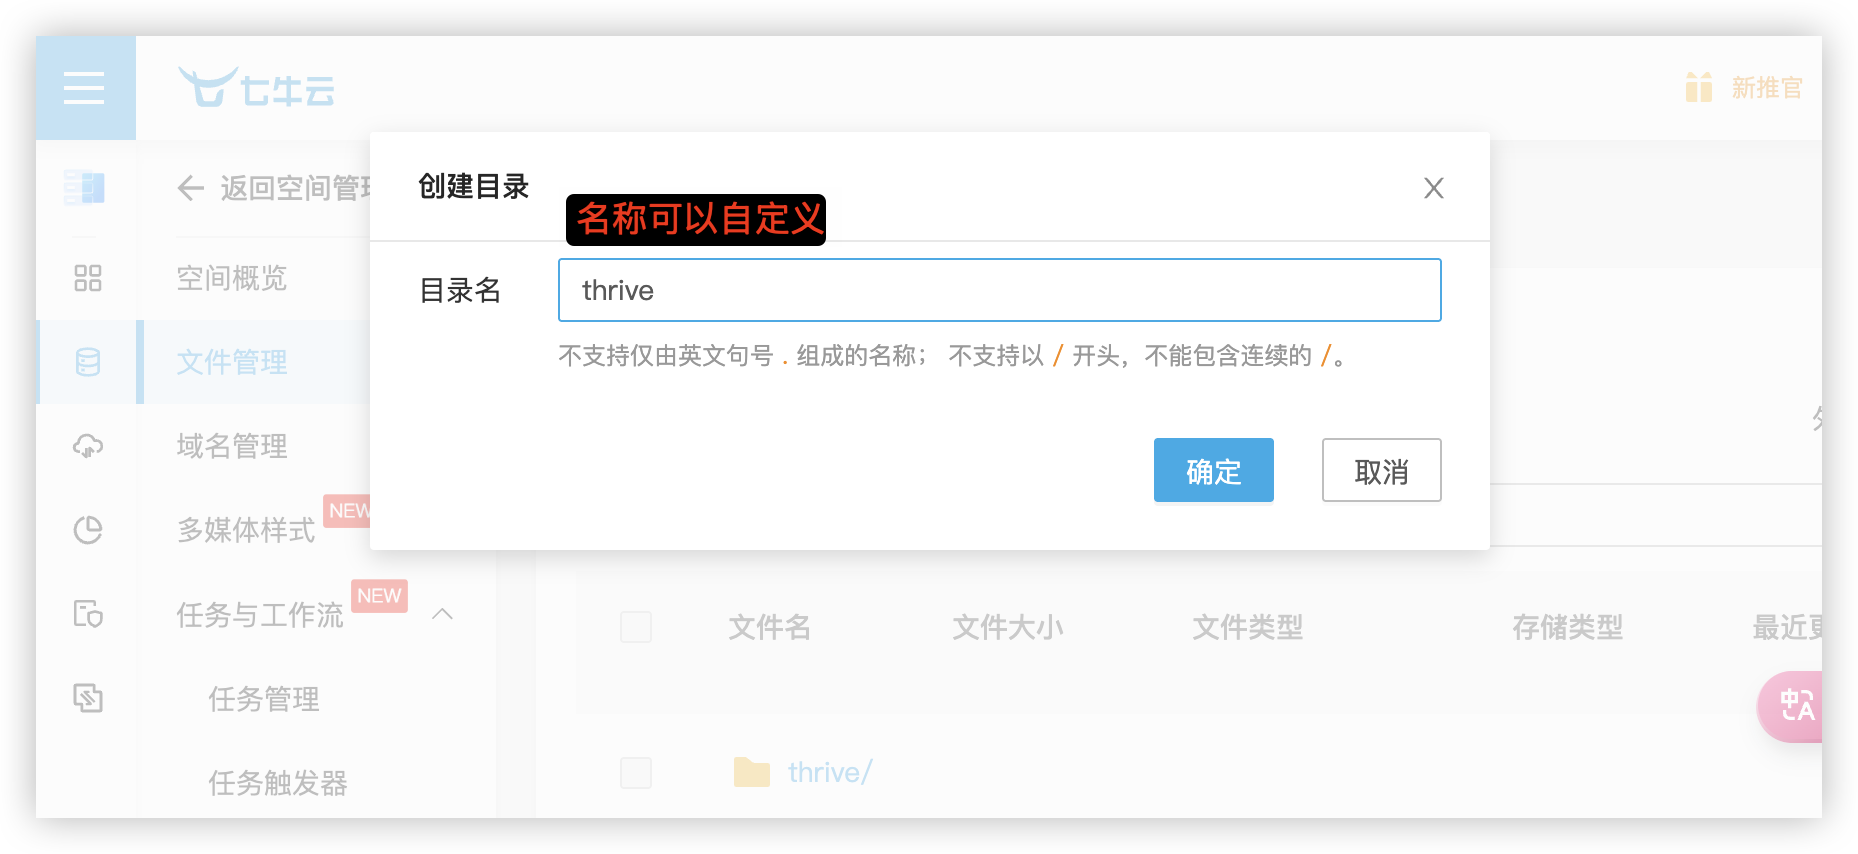 七牛云
新推官
返回空间管理
创建目录
名称可以自定义
目录名
thrive
不支持仅由英文句号 . 组成的名称； 不支持以 / 开头，不能包含连续的 /。
确定
取消
空间概览
文件管理
域名管理
多媒体样式
NEW
任务与工作流
NEW
任务管理
任务触发器
文件名
文件大小
文件类型
存储类型
最近更
thrive/
中A